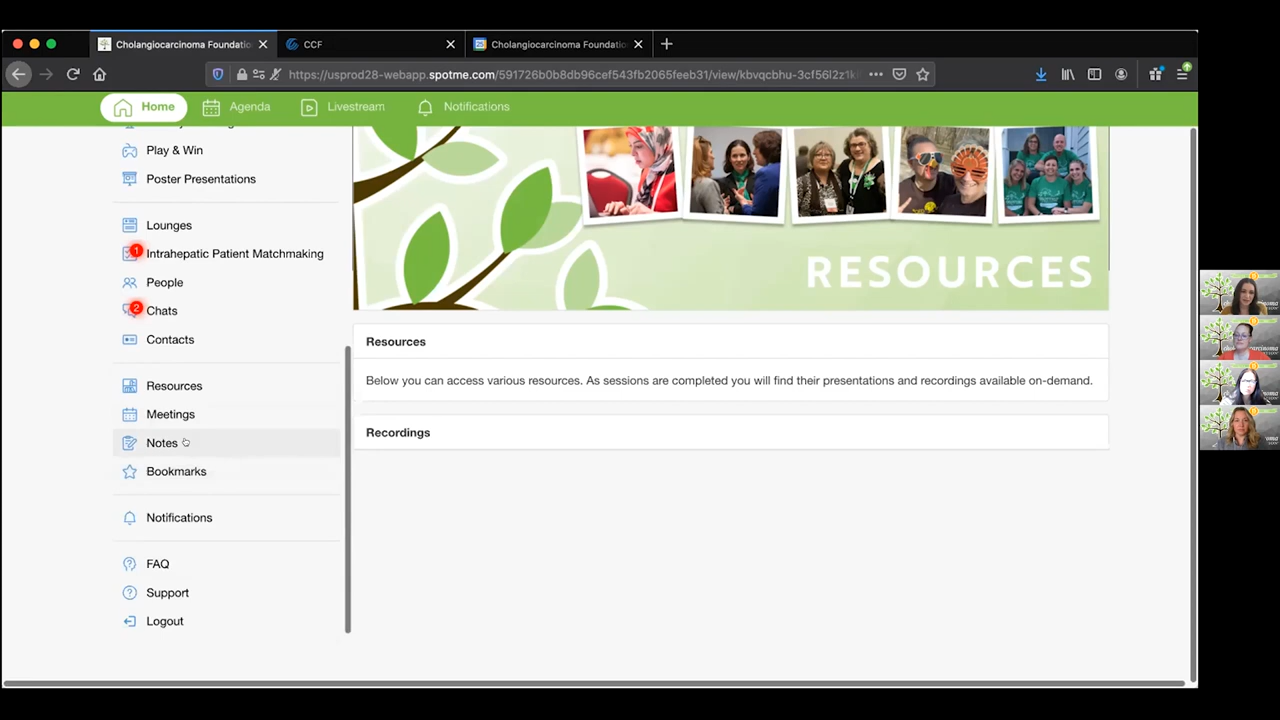 Cholangiocarcinoma Foundatio
CCF
Cholangiocarcinoma Foundatio
https://usprod28-webapp.spotme.com/591726b0b8db96cef543fb2065feeb31/view/kbvqcbhu-3cf56l2z1k
Home
Agenda
Livestream
Notifications
Play & Win
Poster Presentations
Lounges
1
Intrahepatic Patient Matchmaking
People
2
Chats
Contacts
Resources
Meetings
Notes
Bookmarks
Notifications
FAQ
Support
Logout
RESOURCES
Resources
Below you can access various resources. As sessions are completed you will find their presentations and recordings available on-demand.
Recordings